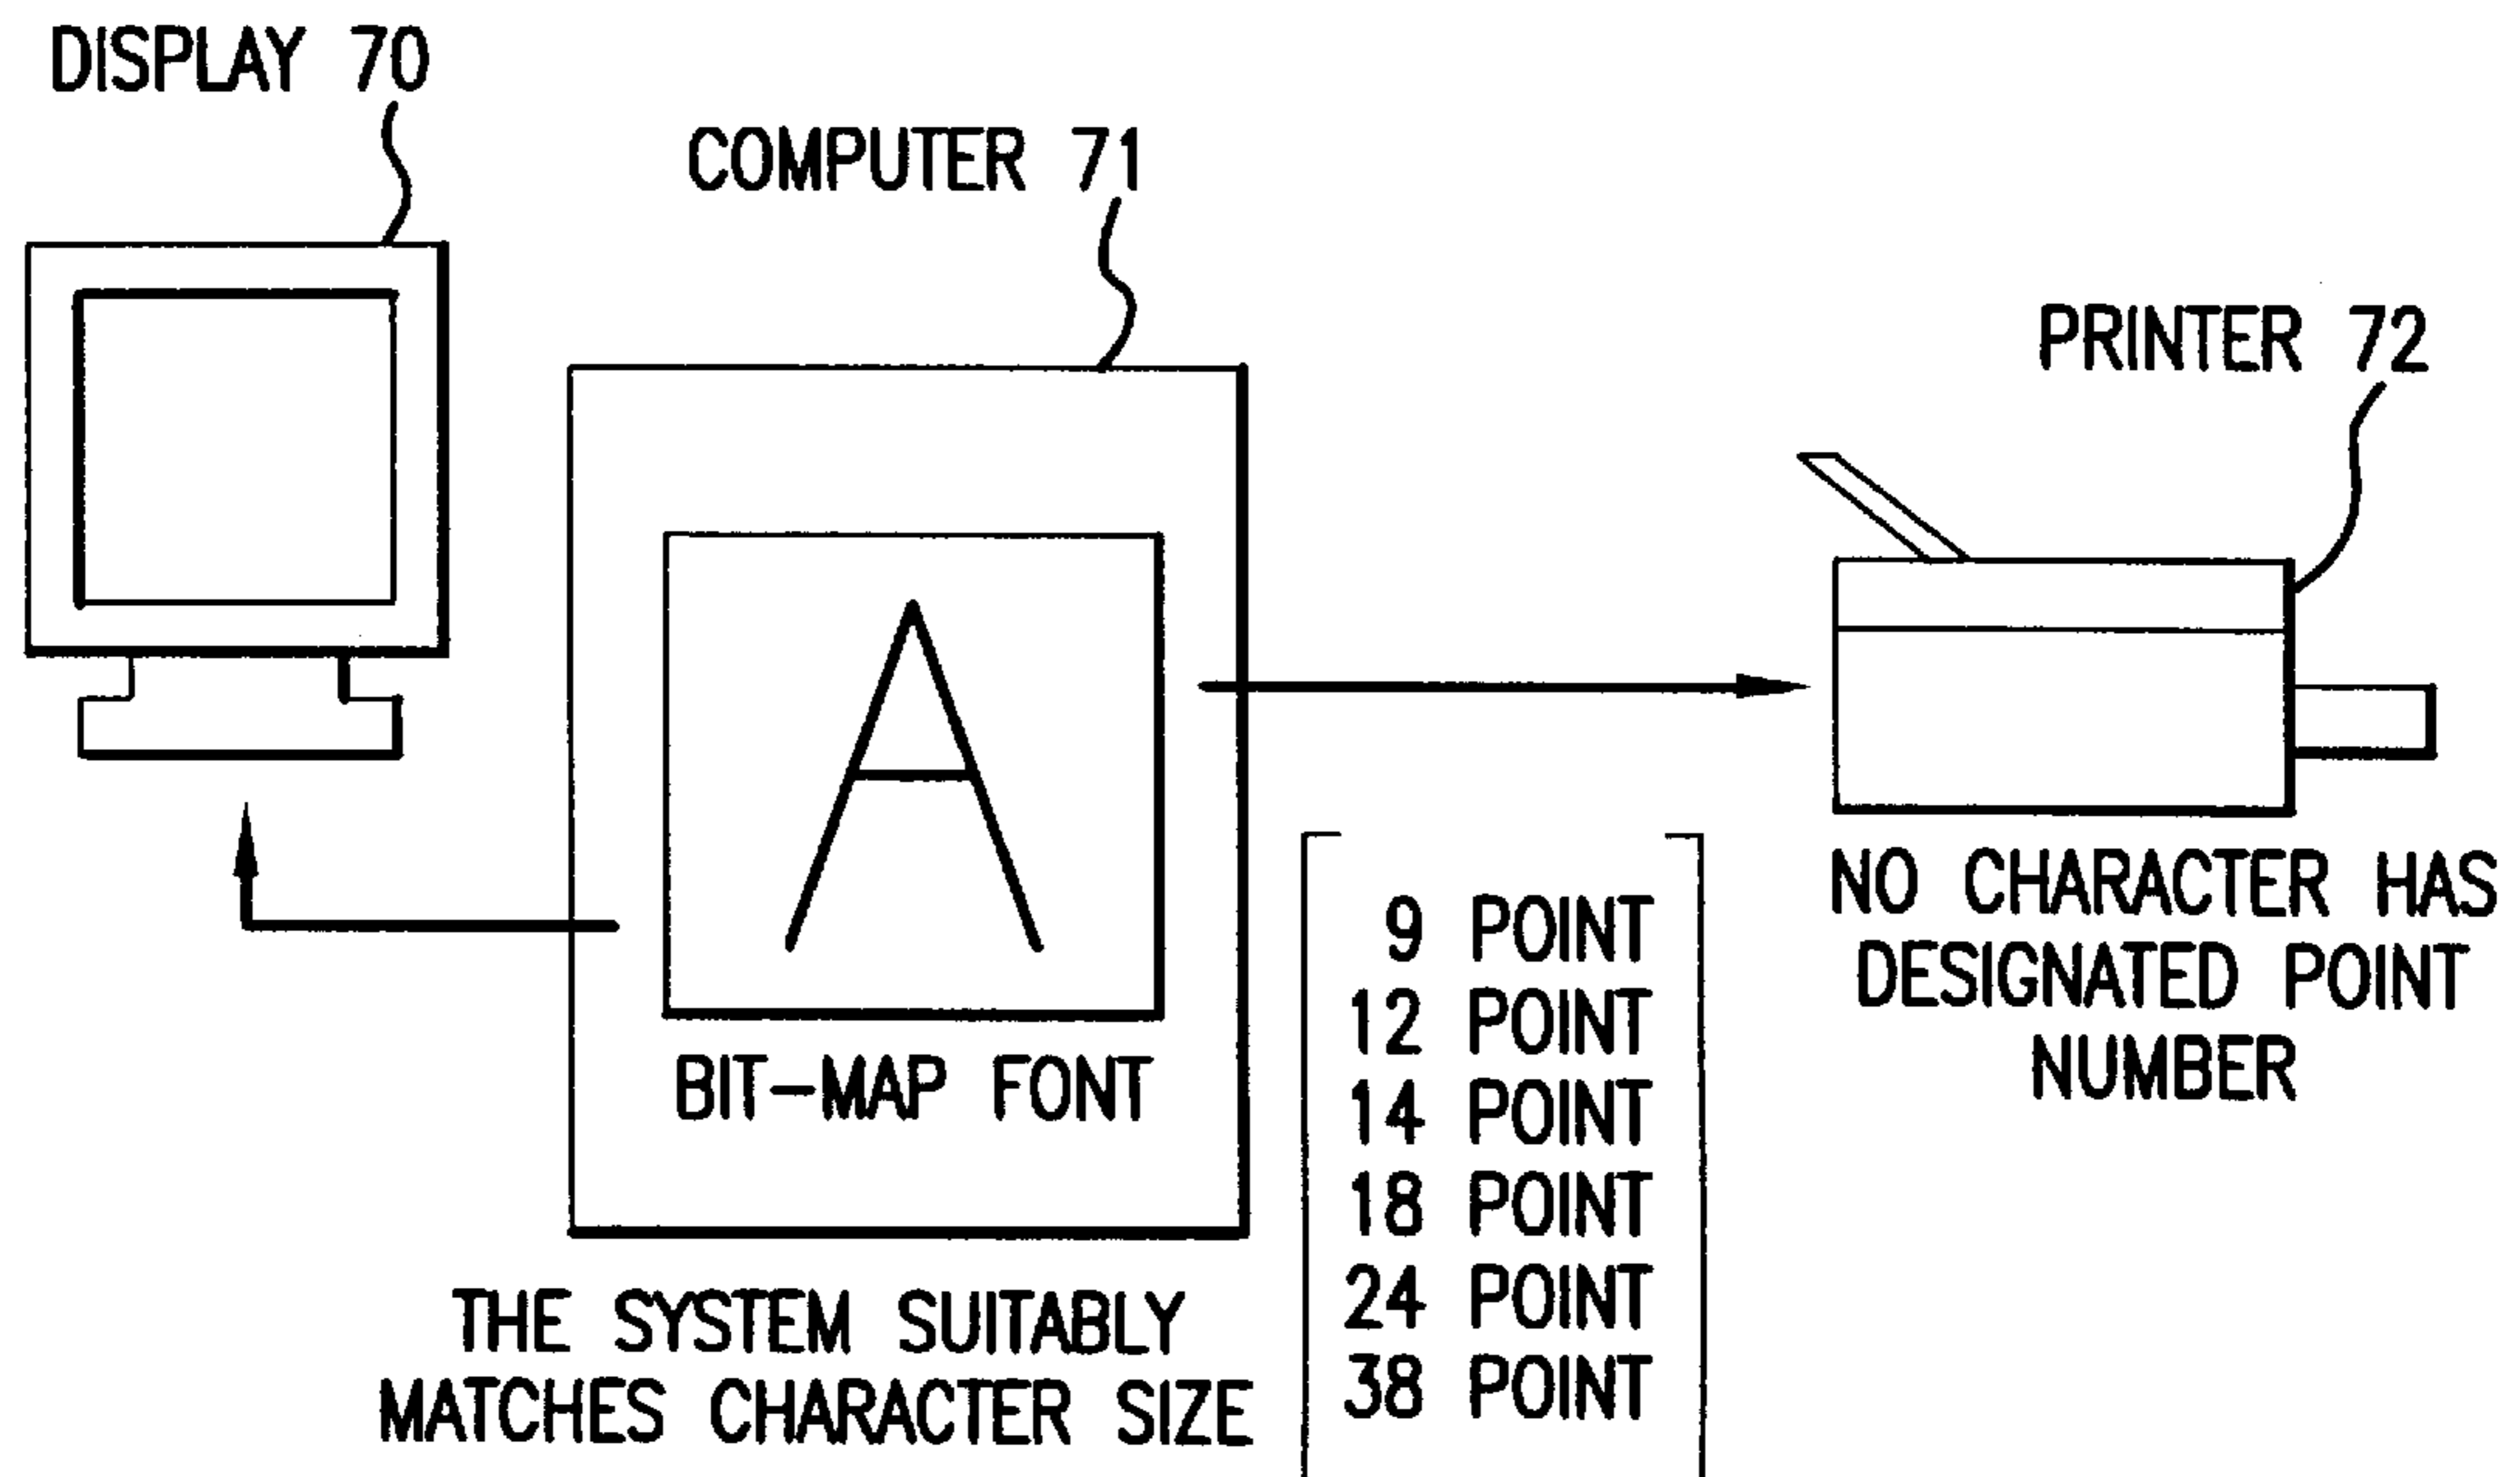 DISPLAY 70
COMPUTER 71
PRINTER 72
A
BIT-MAP FONT
THE SYSTEM SUITABLY
MATCHES CHARACTER SIZE
9 POINT
12 POINT
14 POINT
18 POINT
24 POINT
38 POINT
NO CHARACTER HAS
DESIGNATED POINT
NUMBER